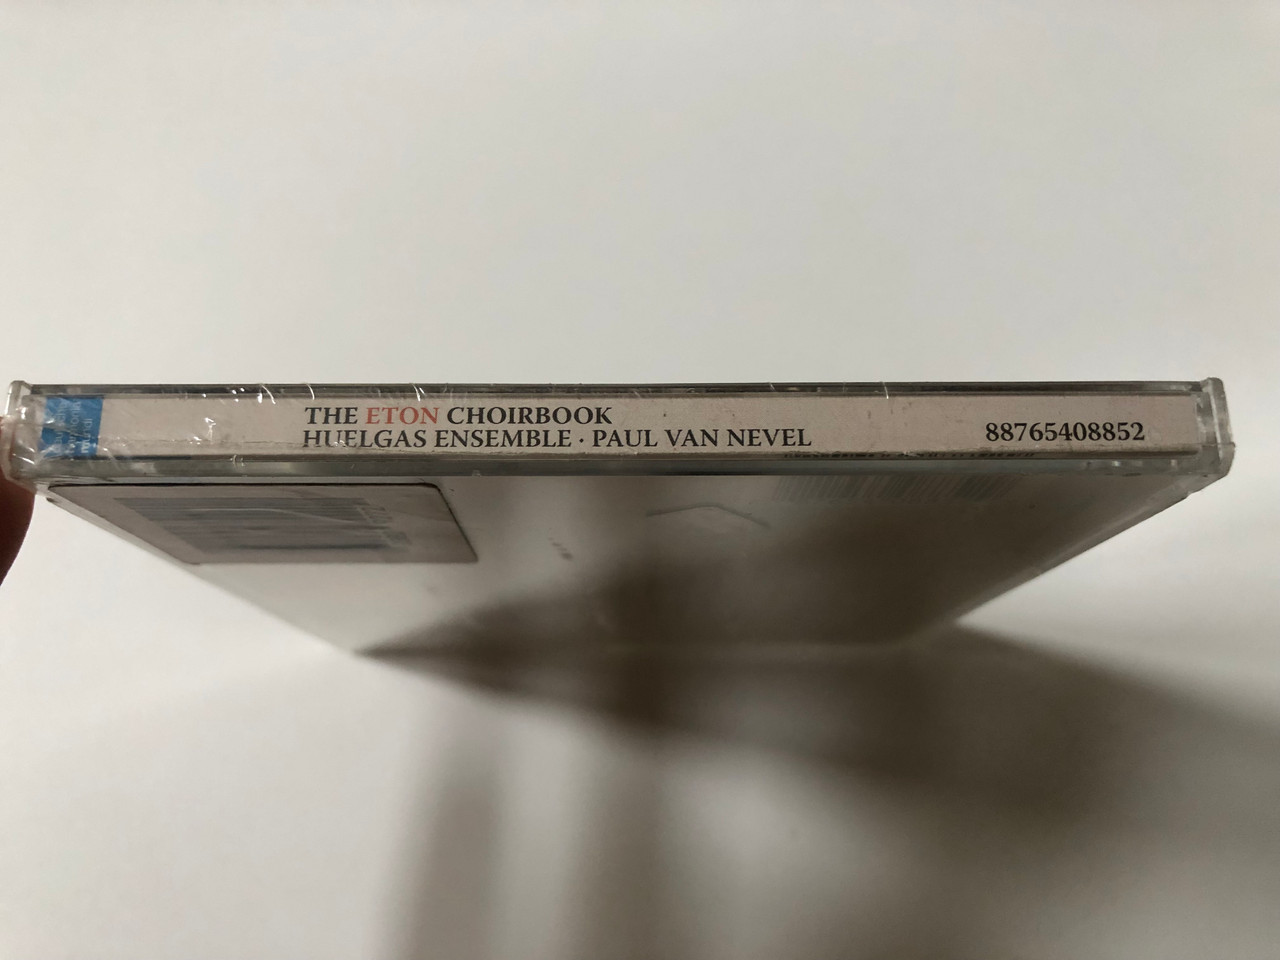 THE ETON CHOIRBOOK
HUELGAS ENSEMBLE · PAUL VAN NEVEL
88765408852